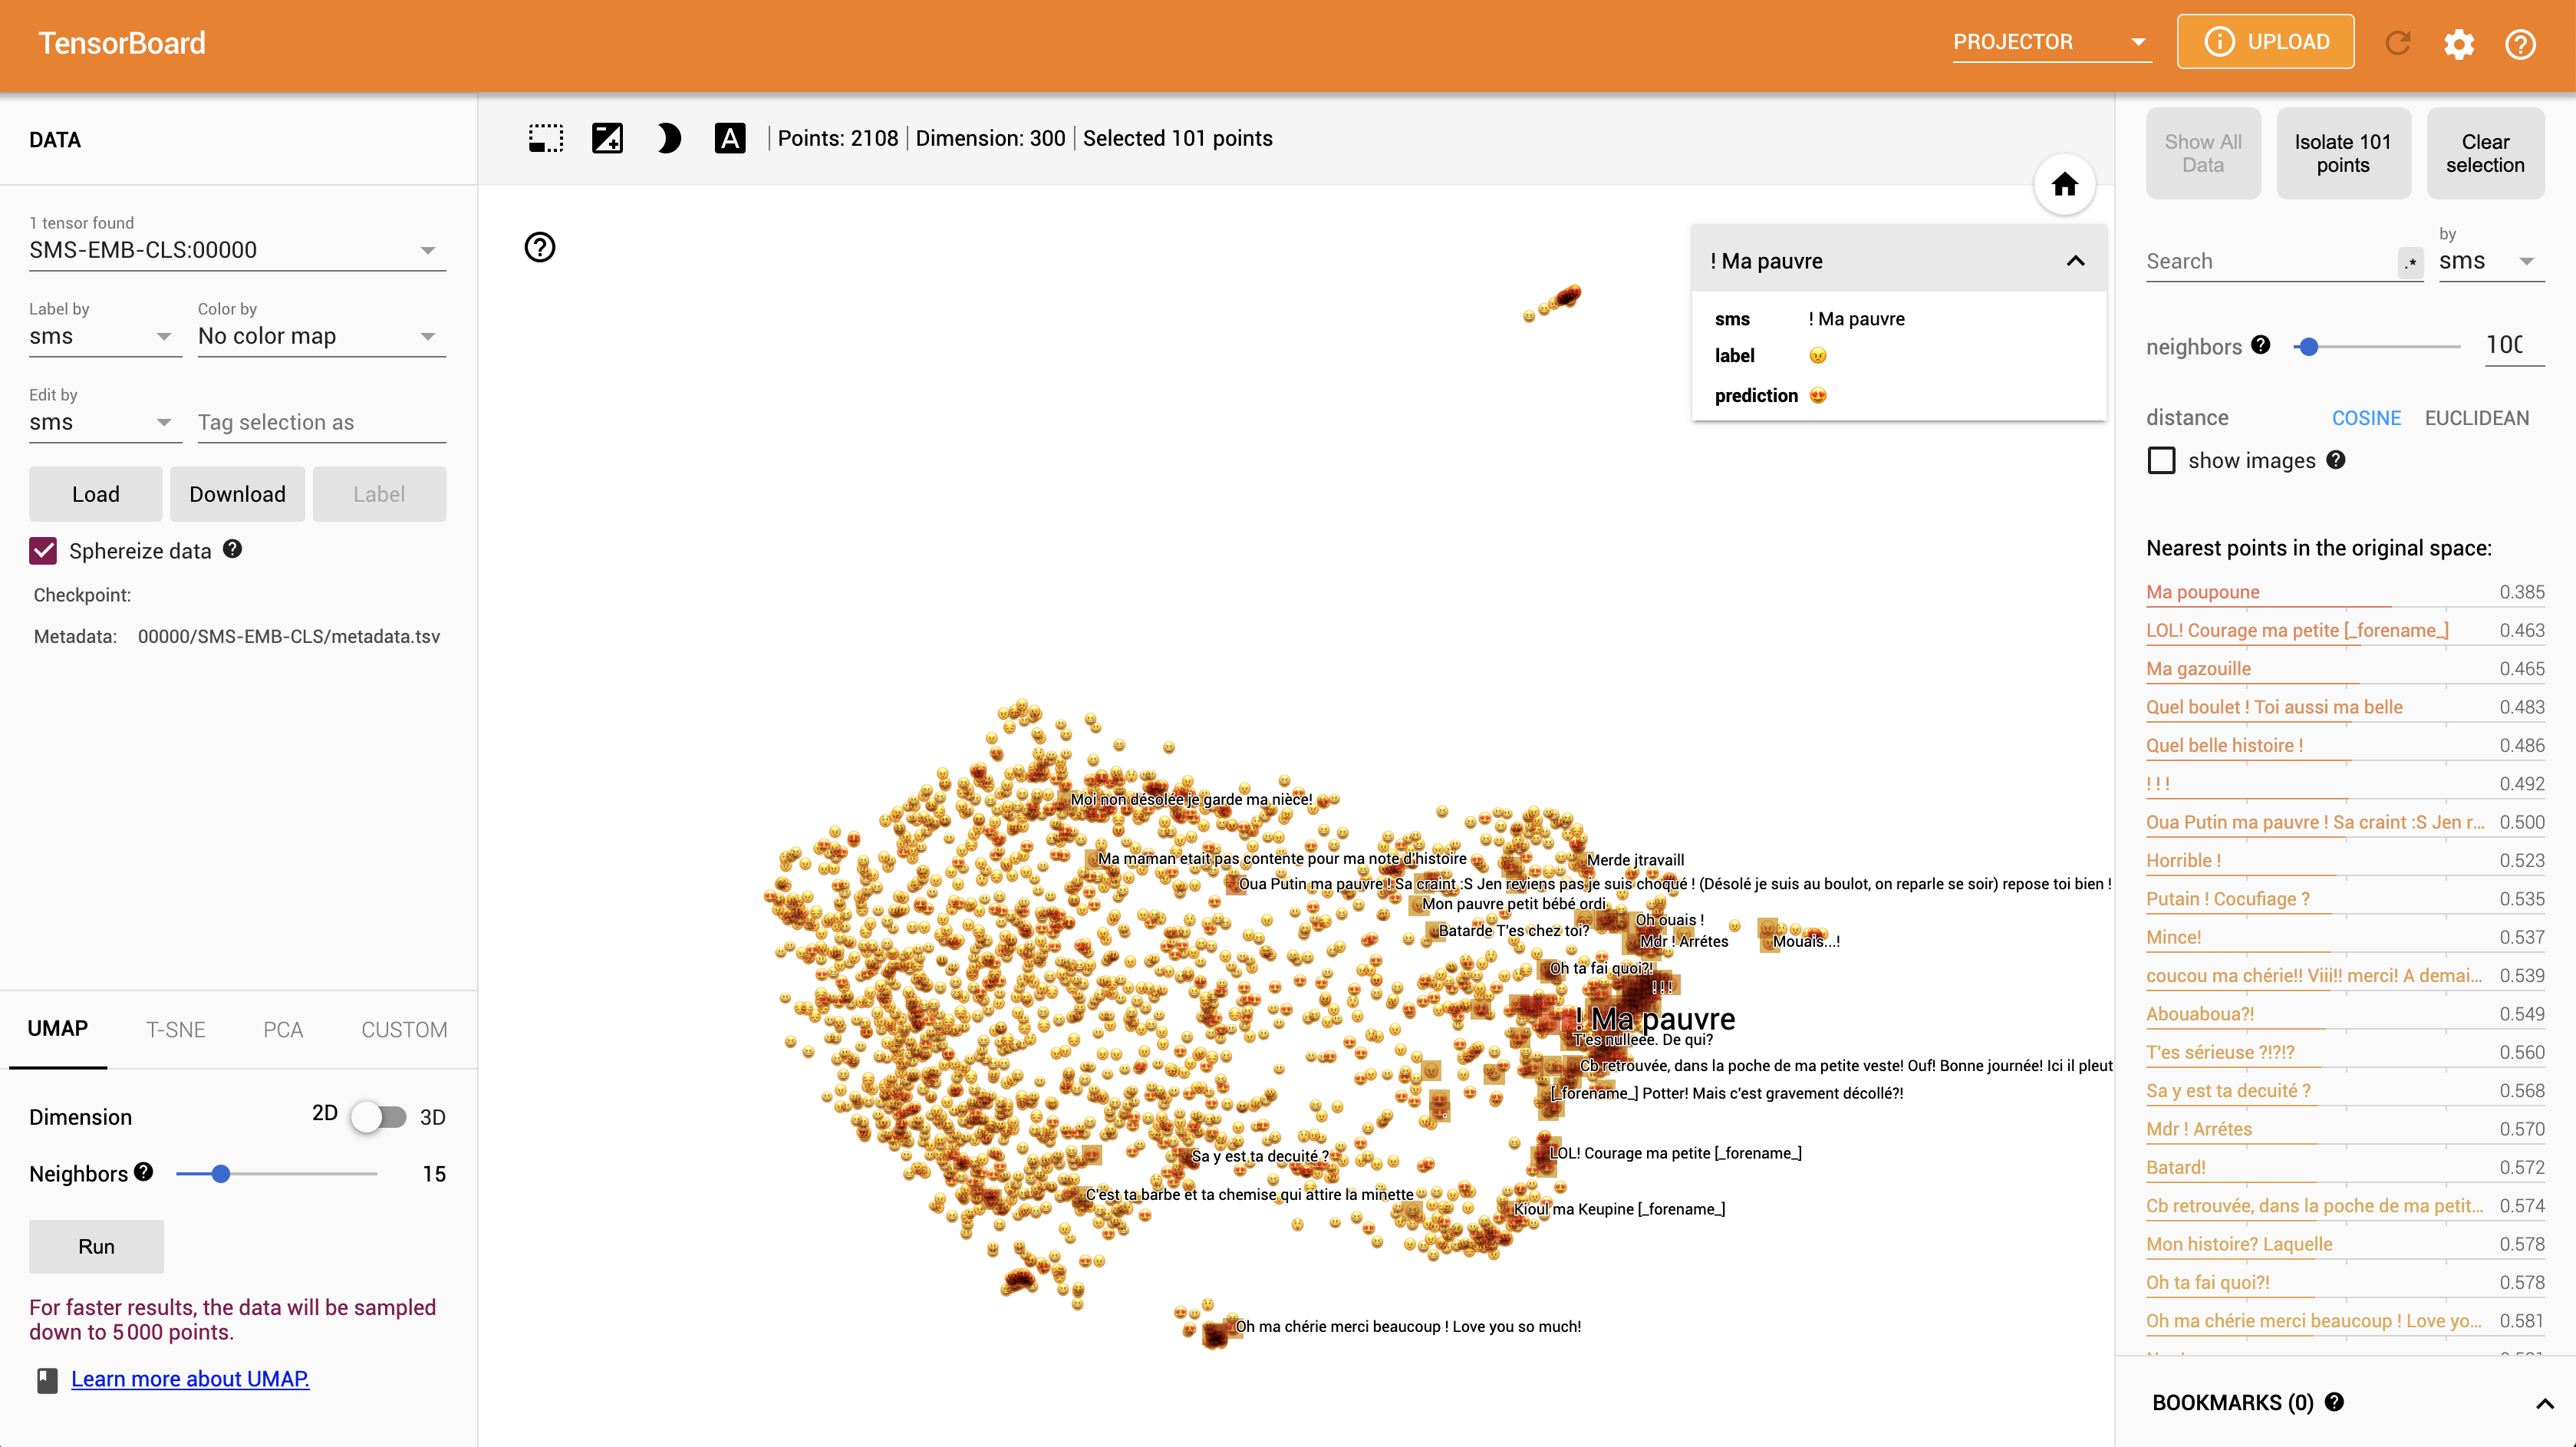 TensorBoard
PROJECTOR
UPLOAD
DATA
1 tensor found
SMS-EMB-CLS:00000
Label by
sms
Color by
No color map
Edit by
sms
Tag selection as
Load
Download
Label
Sphereize data
Checkpoint:
Metadata: 00000/SMS-EMB-CLS/metadata.tsv
UMAP
T-SNE
PCA
CUSTOM
Dimension
2D
3D
Neighbors
15
Run
For faster results, the data will be sampled
down to 5 000 points.
Learn more about UMAP.
Points: 2108 | Dimension: 300 | Selected 101 points
! Ma pauvre
sms ! Ma pauvre
label 😠
prediction 😍
Moi non désolée je garde ma nièce!
Ma maman etait pas contente pour ma note d'histoire
Merde jtravaill
Oua Putin ma pauvre ! Sa craint :S Jen reviens pas je suis choqué ! (Désolé je suis au boulot, on reparle se soir) repose toi bien !
Mon pauvre petit bébé ordi
Oh ouais !
Batarde T'es chez toi?
Mdr ! Arrétes
Mouais...!
Oh ta fai quoi?!
! ! !
! Ma pauvre
T'es nulleee. De qui?
Cb retrouvée, dans la poche de ma petite veste! Ouf! Bonne journée! Ici il pleut
[_forename_] Potter! Mais c'est gravement décollé?!
.
LOL! Courage ma petite [_forename_]
Sa y est ta decuité ?
C'est ta barbe et ta chemise qui attire la minette
Kioul ma Keupine [_forename_]
Oh ma chérie merci beaucoup ! Love you so much!
Show All
Data
Isolate 101
points
Clear
selection
Search
.*
by
sms
neighbors
100
distance
COSINE
EUCLIDEAN
show images
Nearest points in the original space:
Ma poupoune 0.385
LOL! Courage ma petite [_forename_] 0.463
Ma gazouille 0.465
Quel boulet ! Toi aussi ma belle 0.483
Quel belle histoire ! 0.486
! ! ! 0.492
Oua Putin ma pauvre ! Sa craint :S Jen r... 0.500
Horrible ! 0.523
Putain ! Cocufiage ? 0.535
Mince! 0.537
coucou ma chérie!! Viii!! merci! A demai... 0.539
Abouaboua?! 0.549
T'es sérieuse ?!?!? 0.560
Sa y est ta decuité ? 0.568
Mdr ! Arrétes 0.570
Batard! 0.572
Cb retrouvée, dans la poche de ma petit... 0.574
Mon histoire? Laquelle 0.578
Oh ta fai quoi?! 0.578
Oh ma chérie merci beaucoup ! Love yo... 0.581
BOOKMARKS (0)